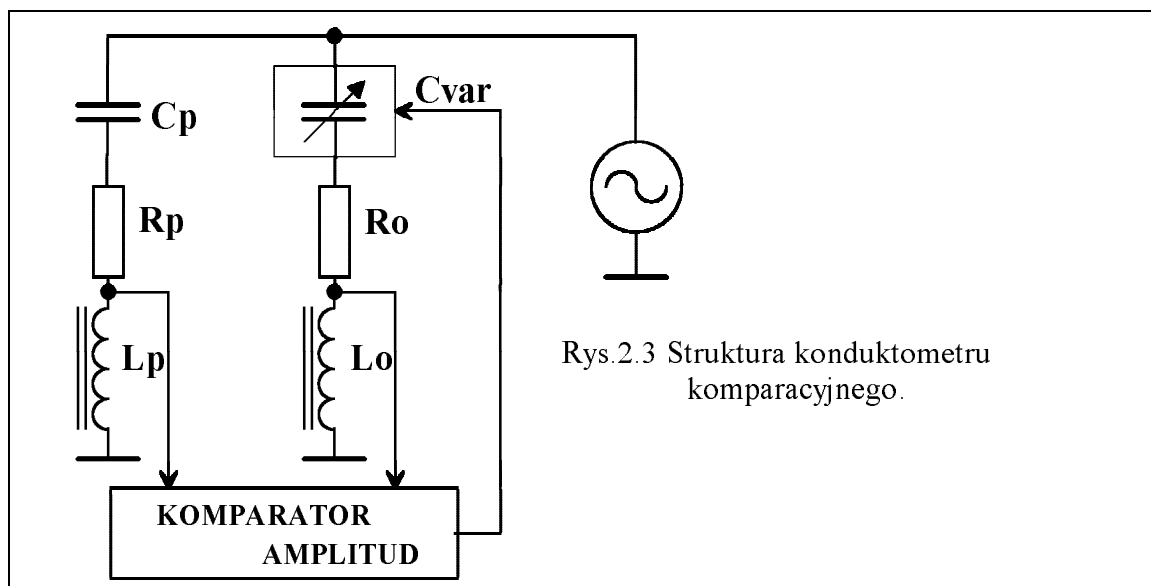 Cvar
Cp
Rp
Ro
Lp
Lo
Rys.2.3 Struktura konduktometru
komparacyjnego.
KOMPARATOR
AMPLITUD